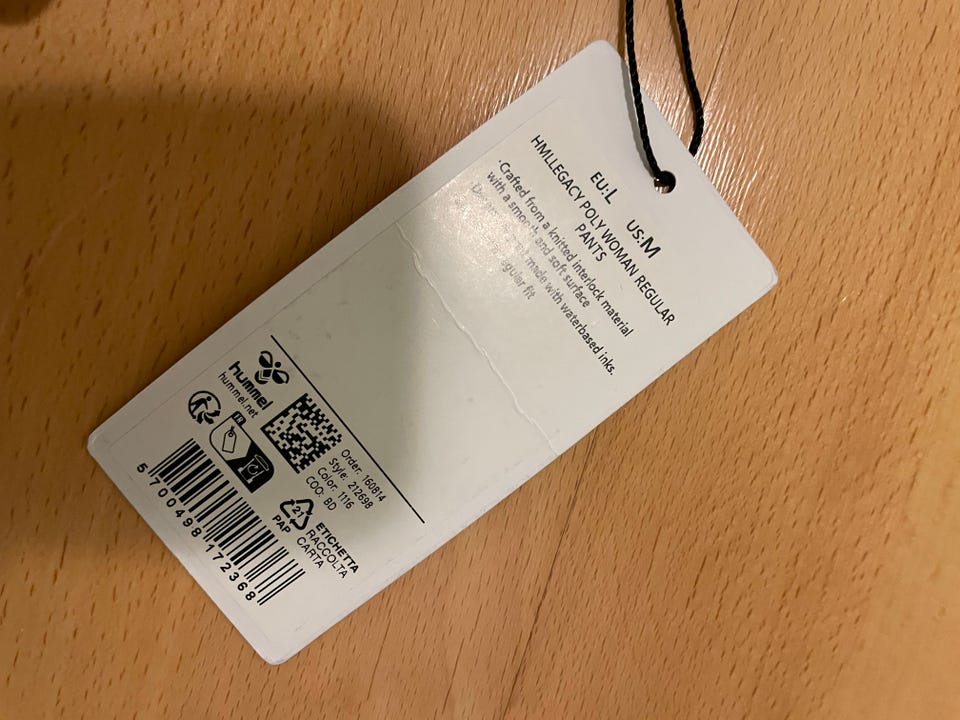 EU:L US:M
HMLLEGACY POLY WOMAN REGULAR
PANTS
·Crafted from a knitted interlock material
with a smooth and soft surface
made with waterbased inks.
fit
hummel
hummel.net
FR
Order: 160814
Style: 212698
Color: 1116
COO: BD
21
PAP
ETICHETTA
RACCOLTA
CARTA
5 700498 172368